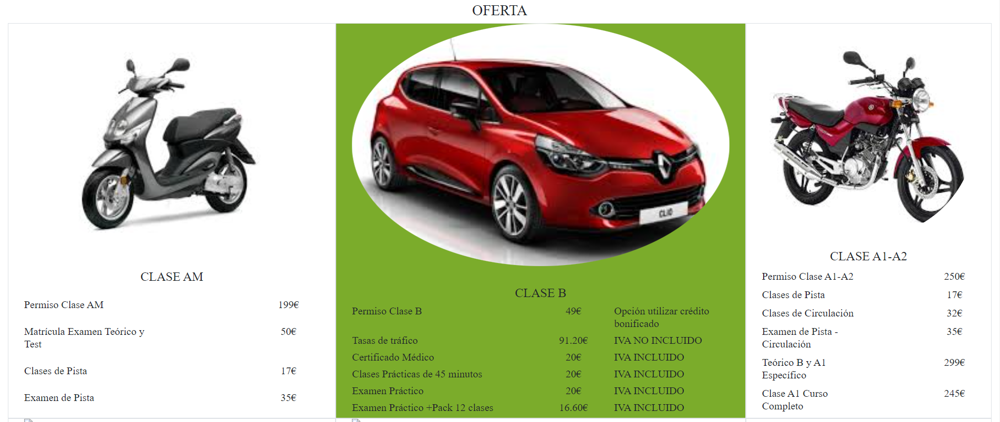 OFERTA
CLASE AM
Permiso Clase AM 199€
Matrícula Examen Teórico y 50€
Test
Clases de Pista 17€
Examen de Pista 35€
CLIO
CLASE B
Permiso Clase B 49€ Opción utilizar crédito
bonificado
Tasas de tráfico 91.20€ IVA NO INCLUIDO
Certificado Médico 20€ IVA INCLUIDO
Clases Prácticas de 45 minutos 20€ IVA INCLUIDO
Examen Práctico 20€ IVA INCLUIDO
Examen Práctico +Pack 12 clases 16.60€ IVA INCLUIDO
CLASE A1-A2
Permiso Clase A1-A2 250€
Clases de Pista 17€
Clases de Circulación 32€
Examen de Pista - 35€
Circulación
Teórico B y A1 299€
Específico
Clase A1 Curso 245€
Completo